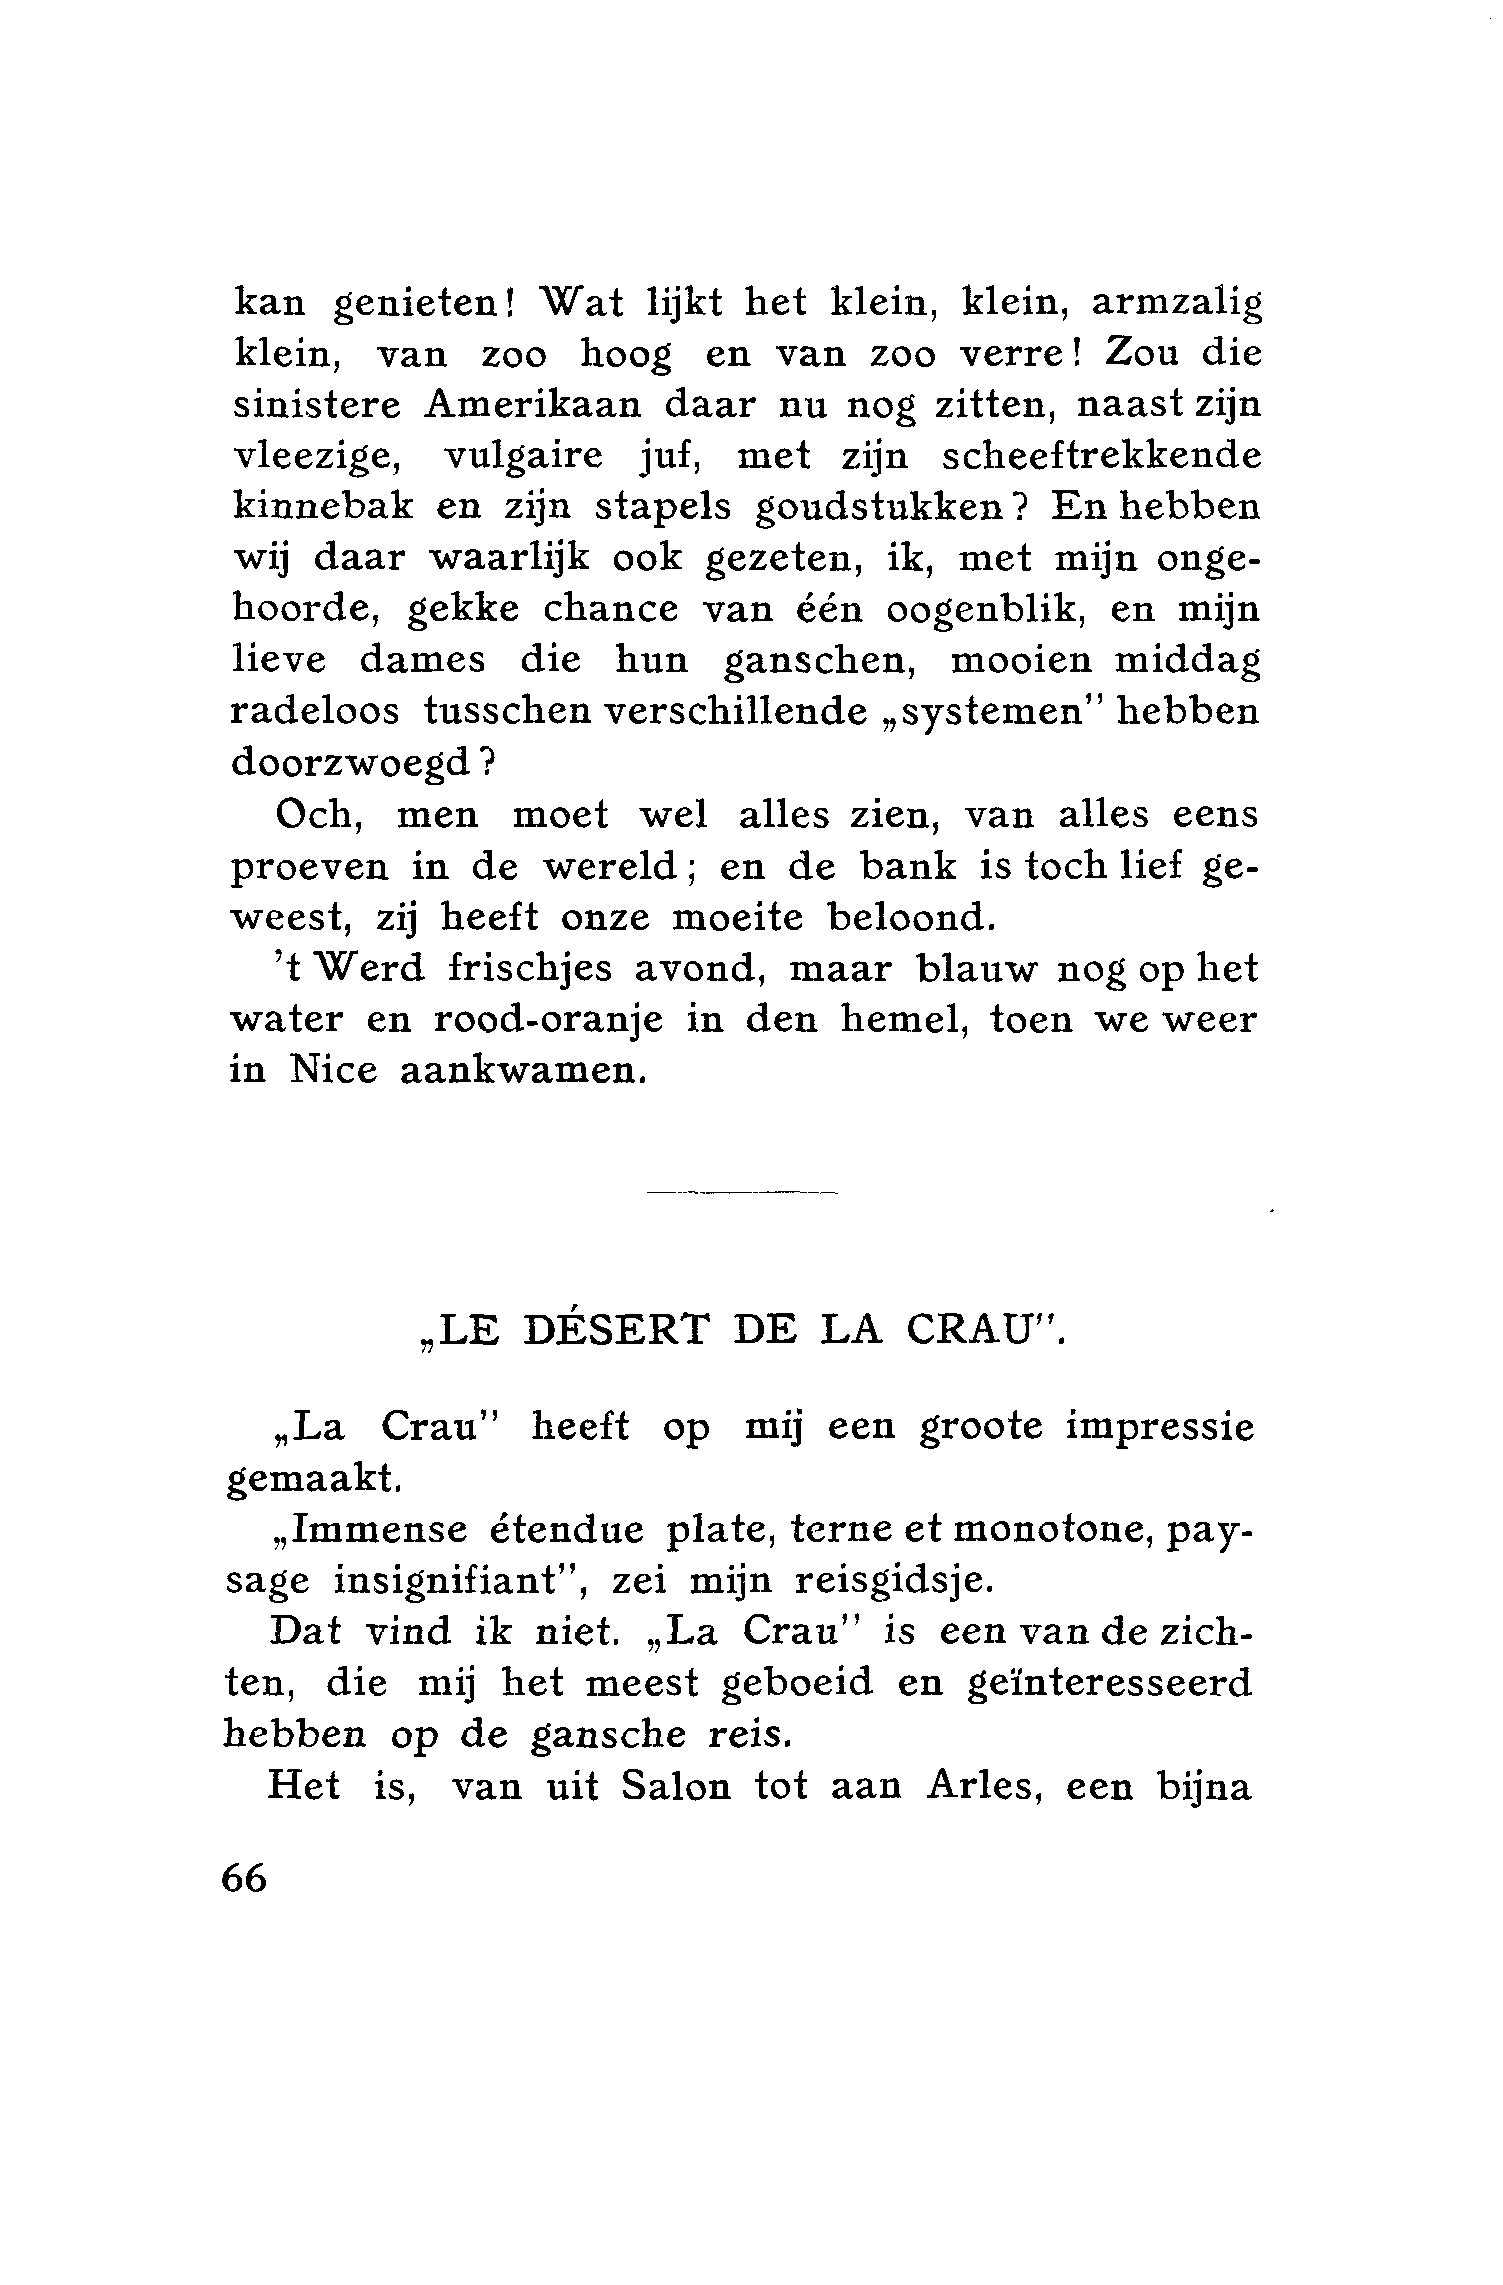 kan genieten! Wat lijkt het klein, klein, armzalig
klein, van zoo hoog en van zoo verre! Zou die
sinistere Amerikaan daar nu nog zitten, naast zijn
vleezige, vulgaire juf, met zijn scheeftrekkende
kinnebak en zijn stapels goudstukken? En hebben
wij daar waarlijk ook gezeten, ik, met mijn onge-
hoorde, gekke chance van één oogenblik, en mijn
lieve dames die hun ganschen, mooien middag
radeloos tusschen verschillende „systemen” hebben
doorzwoegd?
Och, men moet wel alles zien, van alles eens
proeven in de wereld; en de bank is toch lief ge-
weest, zij heeft onze moeite beloond.
’t Werd frischjes avond, maar blauw nog op het
water en rood-oranje in den hemel, toen we weer
in Nice aankwamen.
„LE DÉSERT DE LA CRAU”.
„La Crau” heeft op mij een groote impressie
gemaakt.
„Immense étendue plate, terne et monotone, pay-
sage insignifiant”, zei mijn reisgidsje.
Dat vind ik niet. „La Crau” is een van de zich-
ten, die mij het meest geboeid en geïnteresseerd
hebben op de gansche reis.
Het is, van uit Salon tot aan Arles, een bijna
66